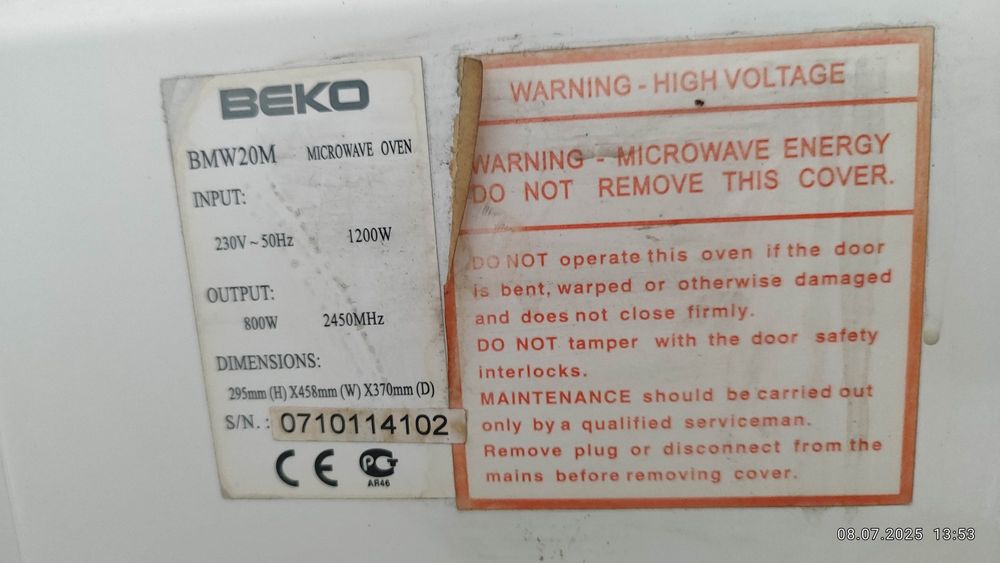 BEKO
BMW20M MICROWAVE OVEN
INPUT:
230V ~ 50Hz 1200W
OUTPUT:
800W 2450MHz
DIMENSIONS:
295mm (H) X458mm (W) X370mm (D)
S/N. : 0710114102
CE PCT
AR46
WARNING - HIGH VOLTAGE
WARNING - MICROWAVE ENERGY
DO NOT REMOVE THIS COVER.
DO NOT operate this oven if the door
is bent, warped or otherwise damaged
and does not close firmly.
DO NOT tamper with the door safety
interlocks.
MAINTENANCE should be carried out
only by a qualified serviceman.
Remove plug or disconnect from the
mains before removing cover.
08.07.2025 13:53